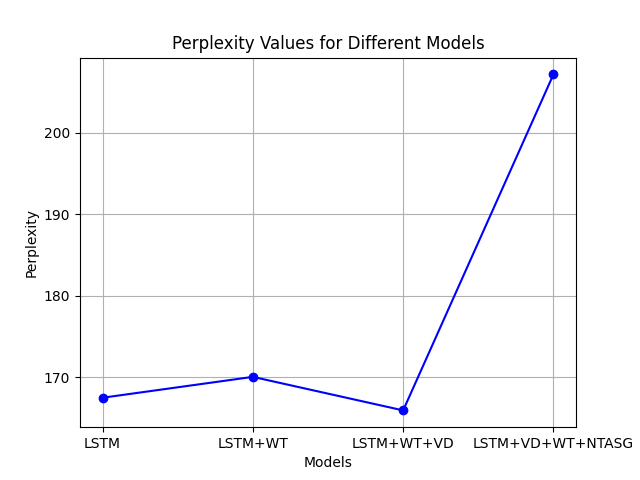 Perplexity Values for Different Models
200
190
180
170
Perplexity
LSTM LSTM+WT LSTM+WT+VD LSTM+VD+WT+NTASG
Models